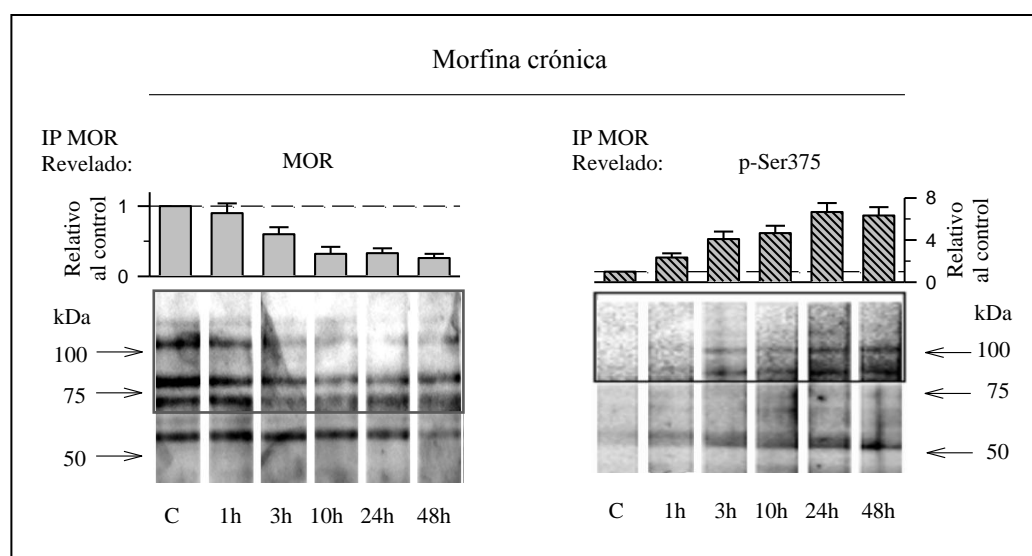 Morfina crónica
IP MOR
Revelado:
MOR
Relativo
al control
1
0
kDa
100
75
50
C 1h 3h 10h 24h 48h
IP MOR
Revelado:
p-Ser375
8
4
0
Relativo
al control
kDa
100
75
50
C 1h 3h 10h 24h 48h